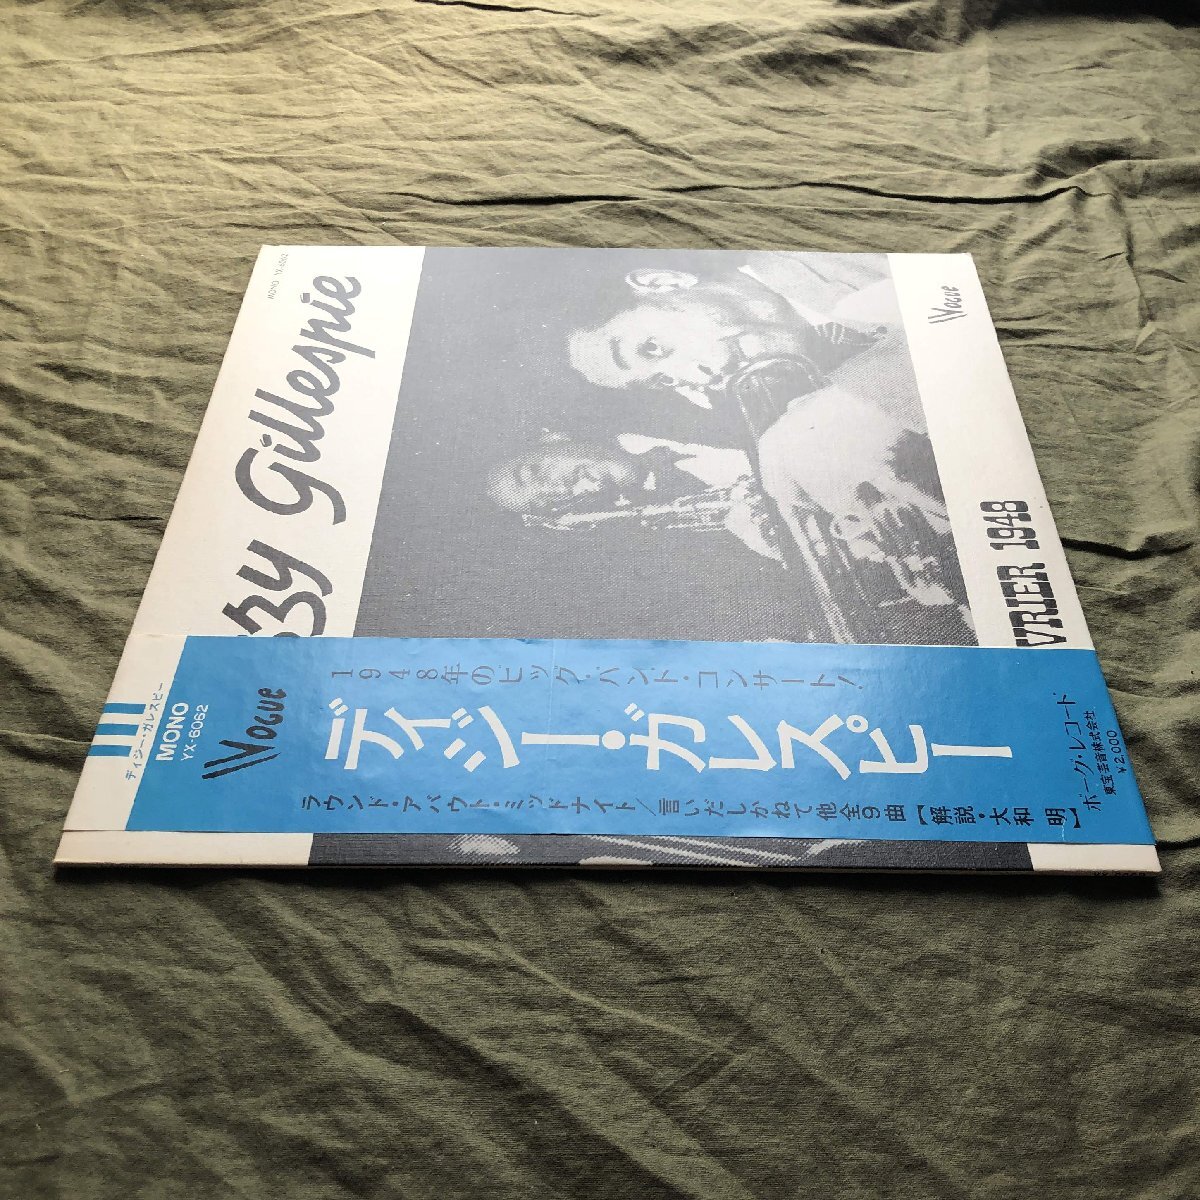 MONO YX-6062
zzy Gillespie
VOGUE
VRIER 1948
ディジー・ガレスピー
MONO
YX-6062
VOGUE
1948年のビッグ・バンド・コンサート!
ディジー・ガレスピー
ラウンド・アバウト・ミッドナイト/言いだしかねて他全9曲【解説・大和 明】
ボーグ・レコード
東宝芸音株式会社
¥2,000